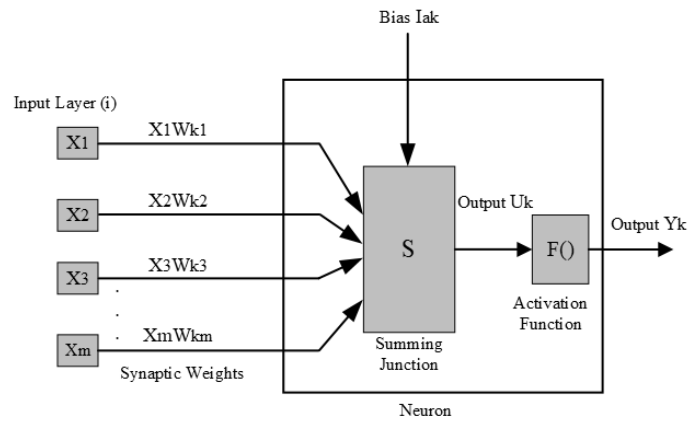 Bias Iak
Input Layer (i)
X1
X1Wk1
X2
X2Wk2
X3
X3Wk3
.
.
.
Xm
XmWkm
Synaptic Weights
S
Summing
Junction
Output Uk
F()
Activation
Function
Output Yk
Neuron